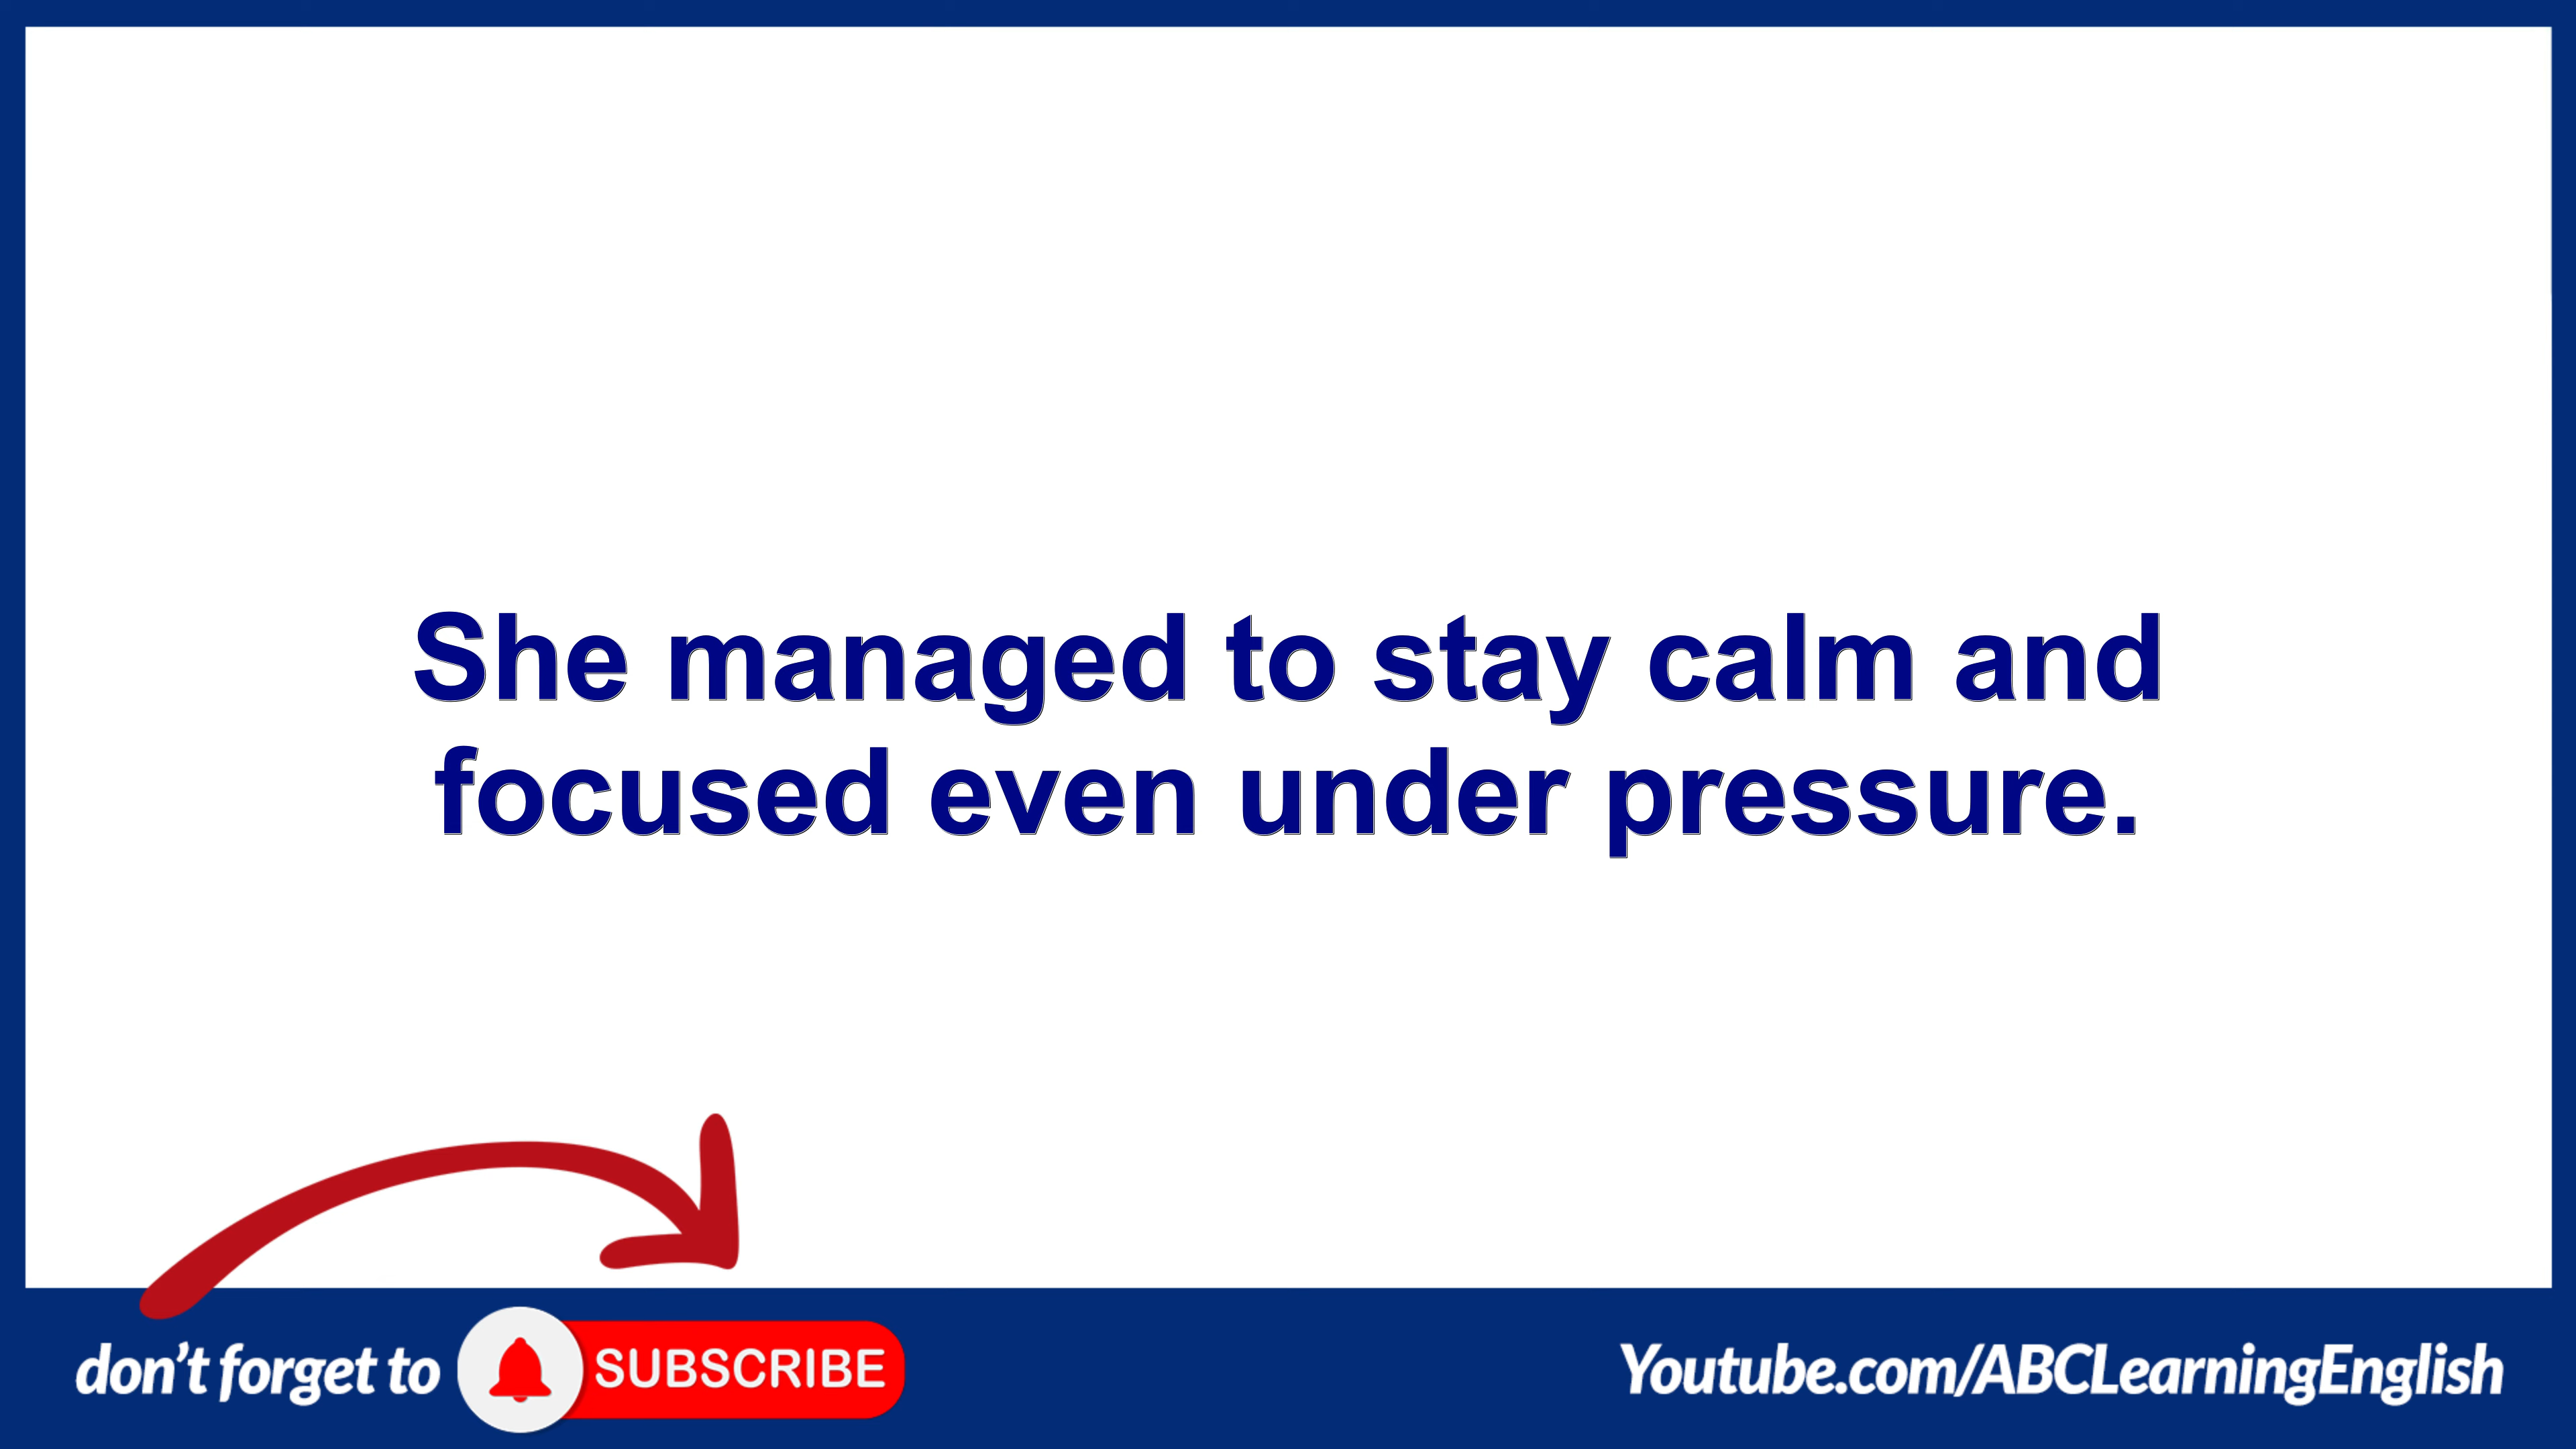 She managed to stay calm and
focused even under pressure.
don't forget to SUBSCRIBE
Youtube.com/ABCLearningEnglish